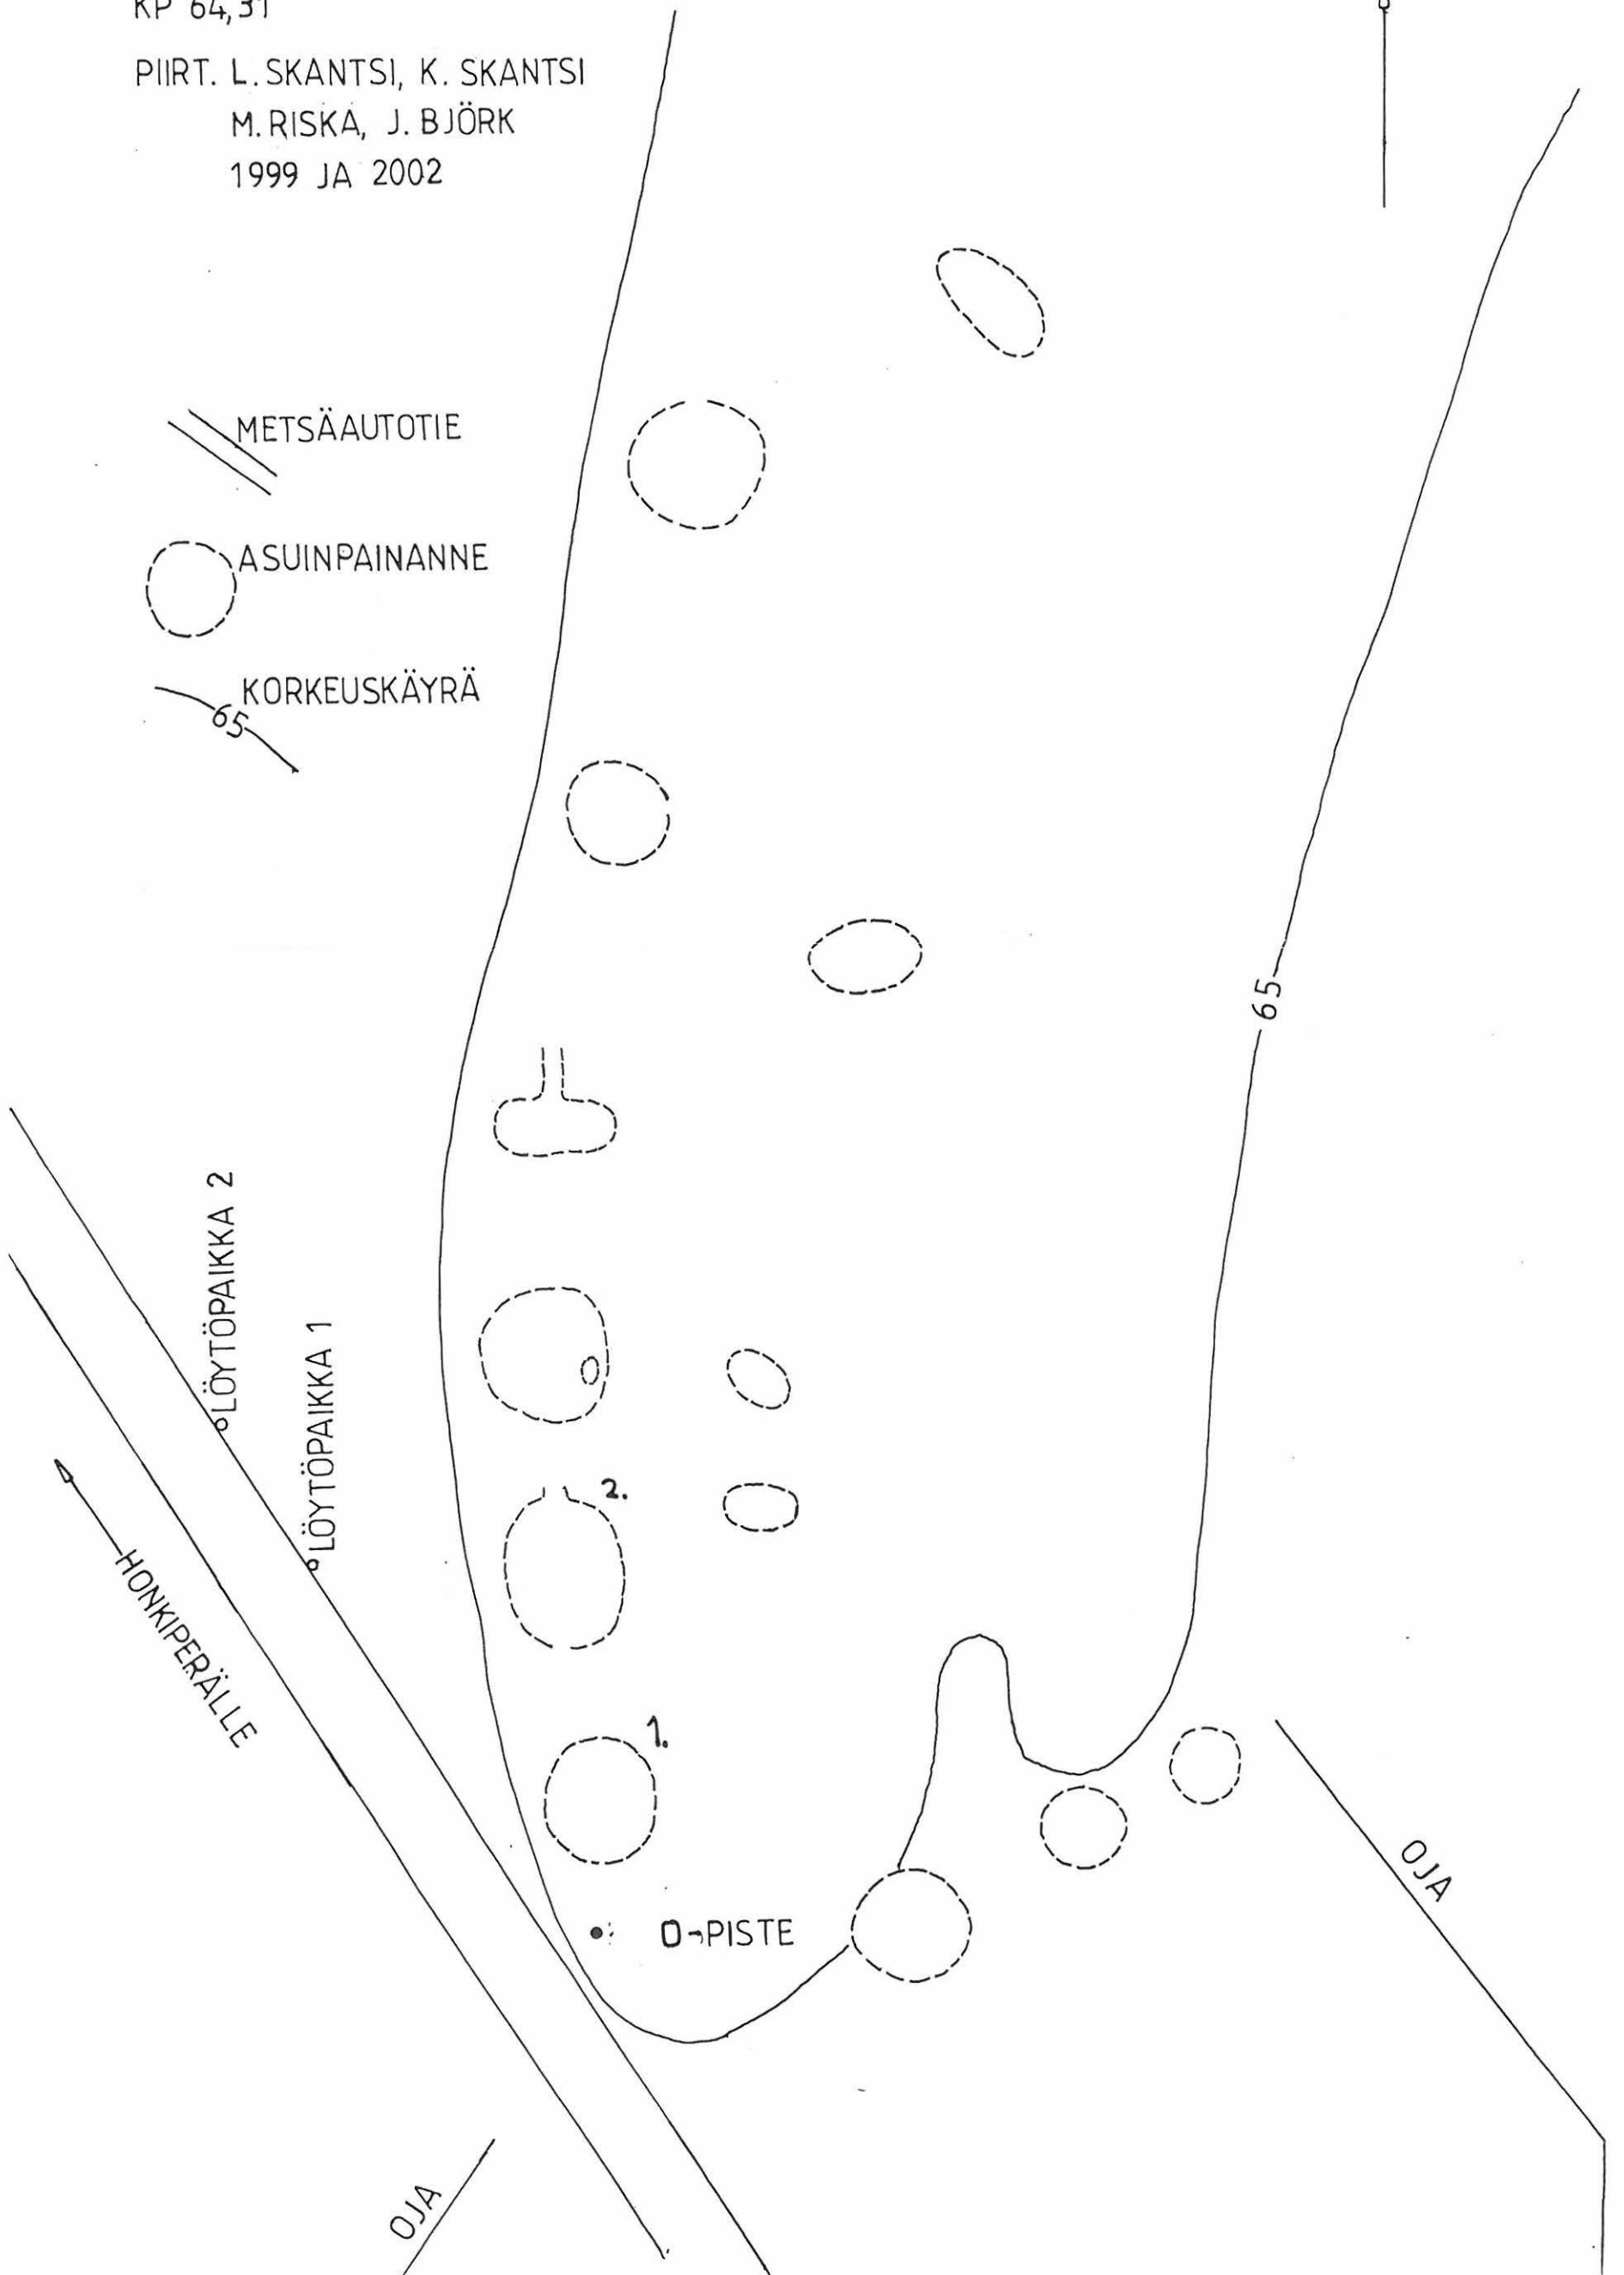 KP 64,31
PIIRT. L. SKANTSI, K. SKANTSI
M. RISKA, J. BJÖRK
1999 JA 2002
METSÄAUTOTIE
ASUINPAINANNE
KORKEUSKÄYRÄ
65
65
LÖYTÖPAIKKA 2
LÖYTÖPAIKKA 1
2.
HONKIPERÄLLE
1.
OJA
0-PISTE
OJA